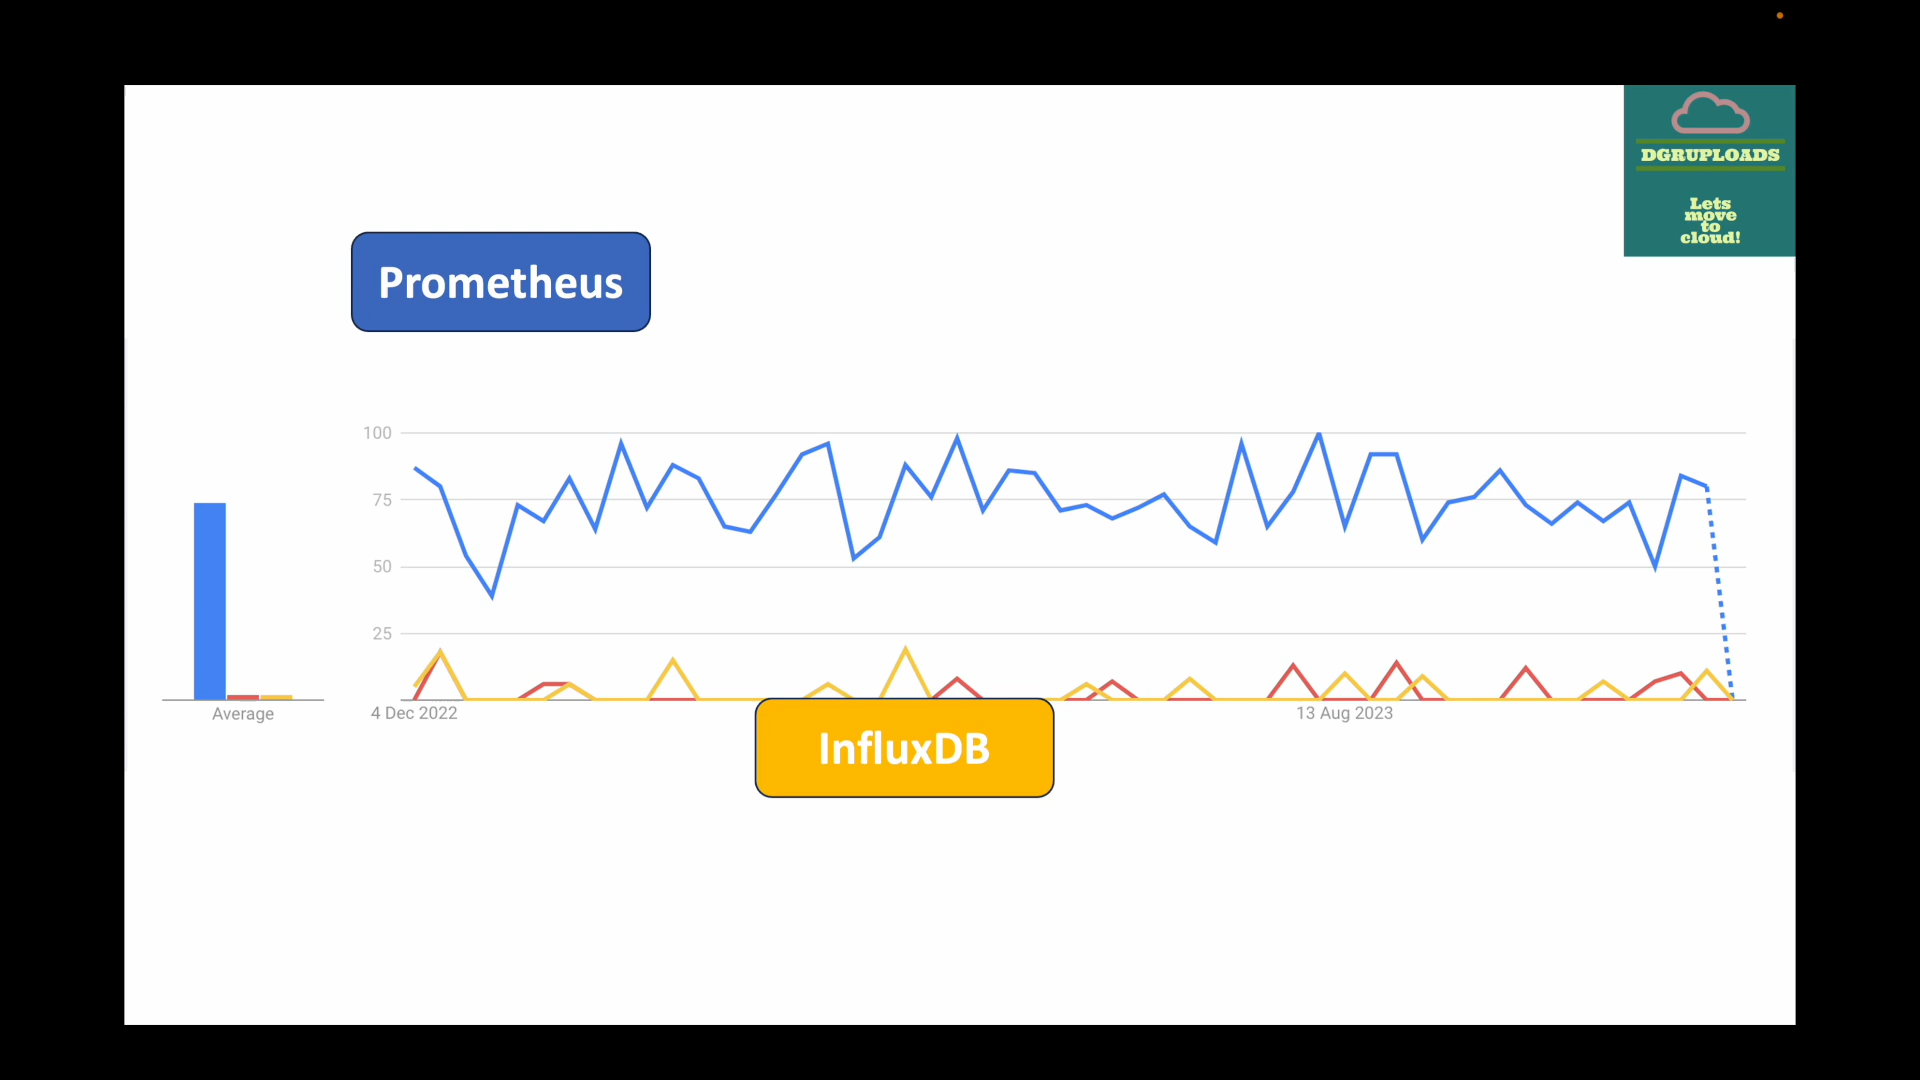 DGRUPLOADS
Lets
move
to
cloud!
Prometheus
100
75
50
25
Average
4 Dec 2022
13 Aug 2023
InfluxDB